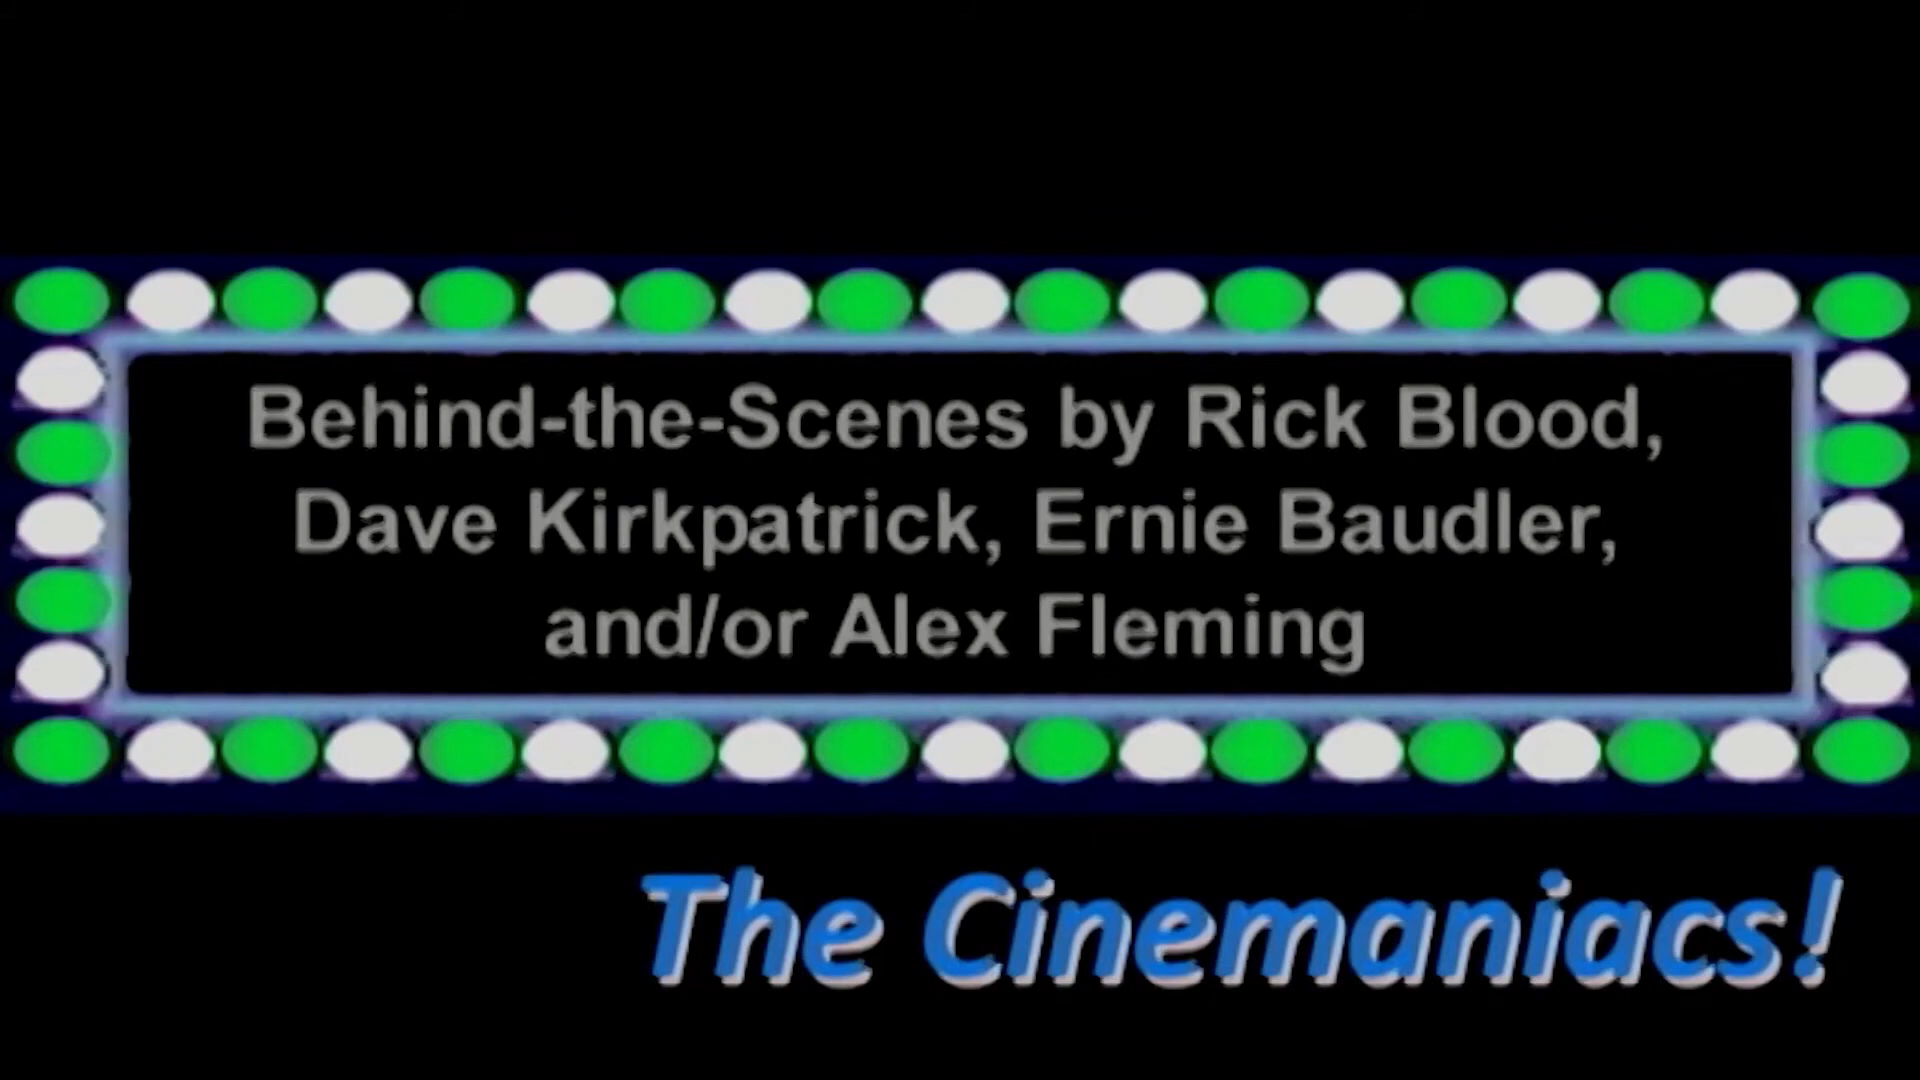 Behind-the-Scenes by Rick Blood,
Dave Kirkpatrick, Ernie Baudler,
and/or Alex Fleming
The Cinemaniacs!